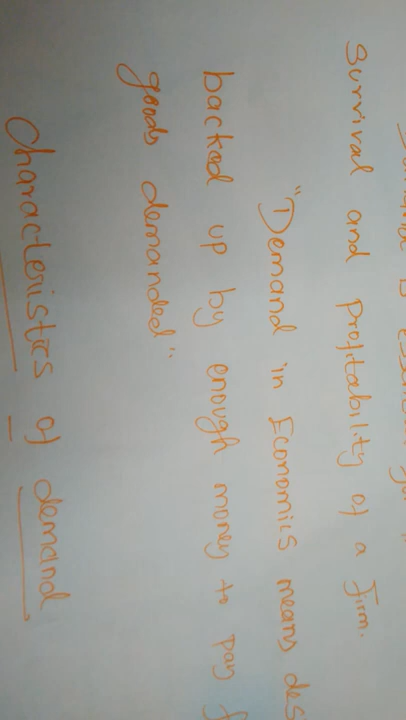 survival and profitability of a firm.
"Demand in Economics means
backed up by enough money to pay
goods demanded".
Characteristics of demand